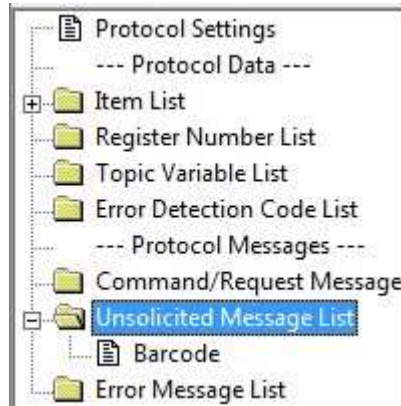 Protocol Settings
--- Protocol Data ---
Item List
Register Number List
Topic Variable List
Error Detection Code List
--- Protocol Messages ---
Command/Request Message
Unsolicited Message List
Barcode
Error Message List